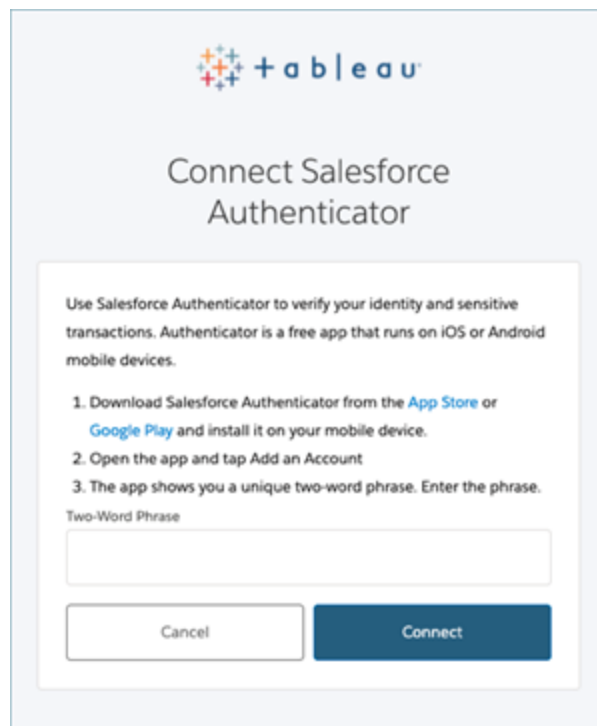 +ableau
Connect Salesforce
Authenticator
Use Salesforce Authenticator to verify your identity and sensitive
transactions. Authenticator is a free app that runs on iOS or Android
mobile devices.
1. Download Salesforce Authenticator from the App Store or
Google Play and install it on your mobile device.
2. Open the app and tap Add an Account
3. The app shows you a unique two-word phrase. Enter the phrase.
Two-Word Phrase
Cancel
Connect